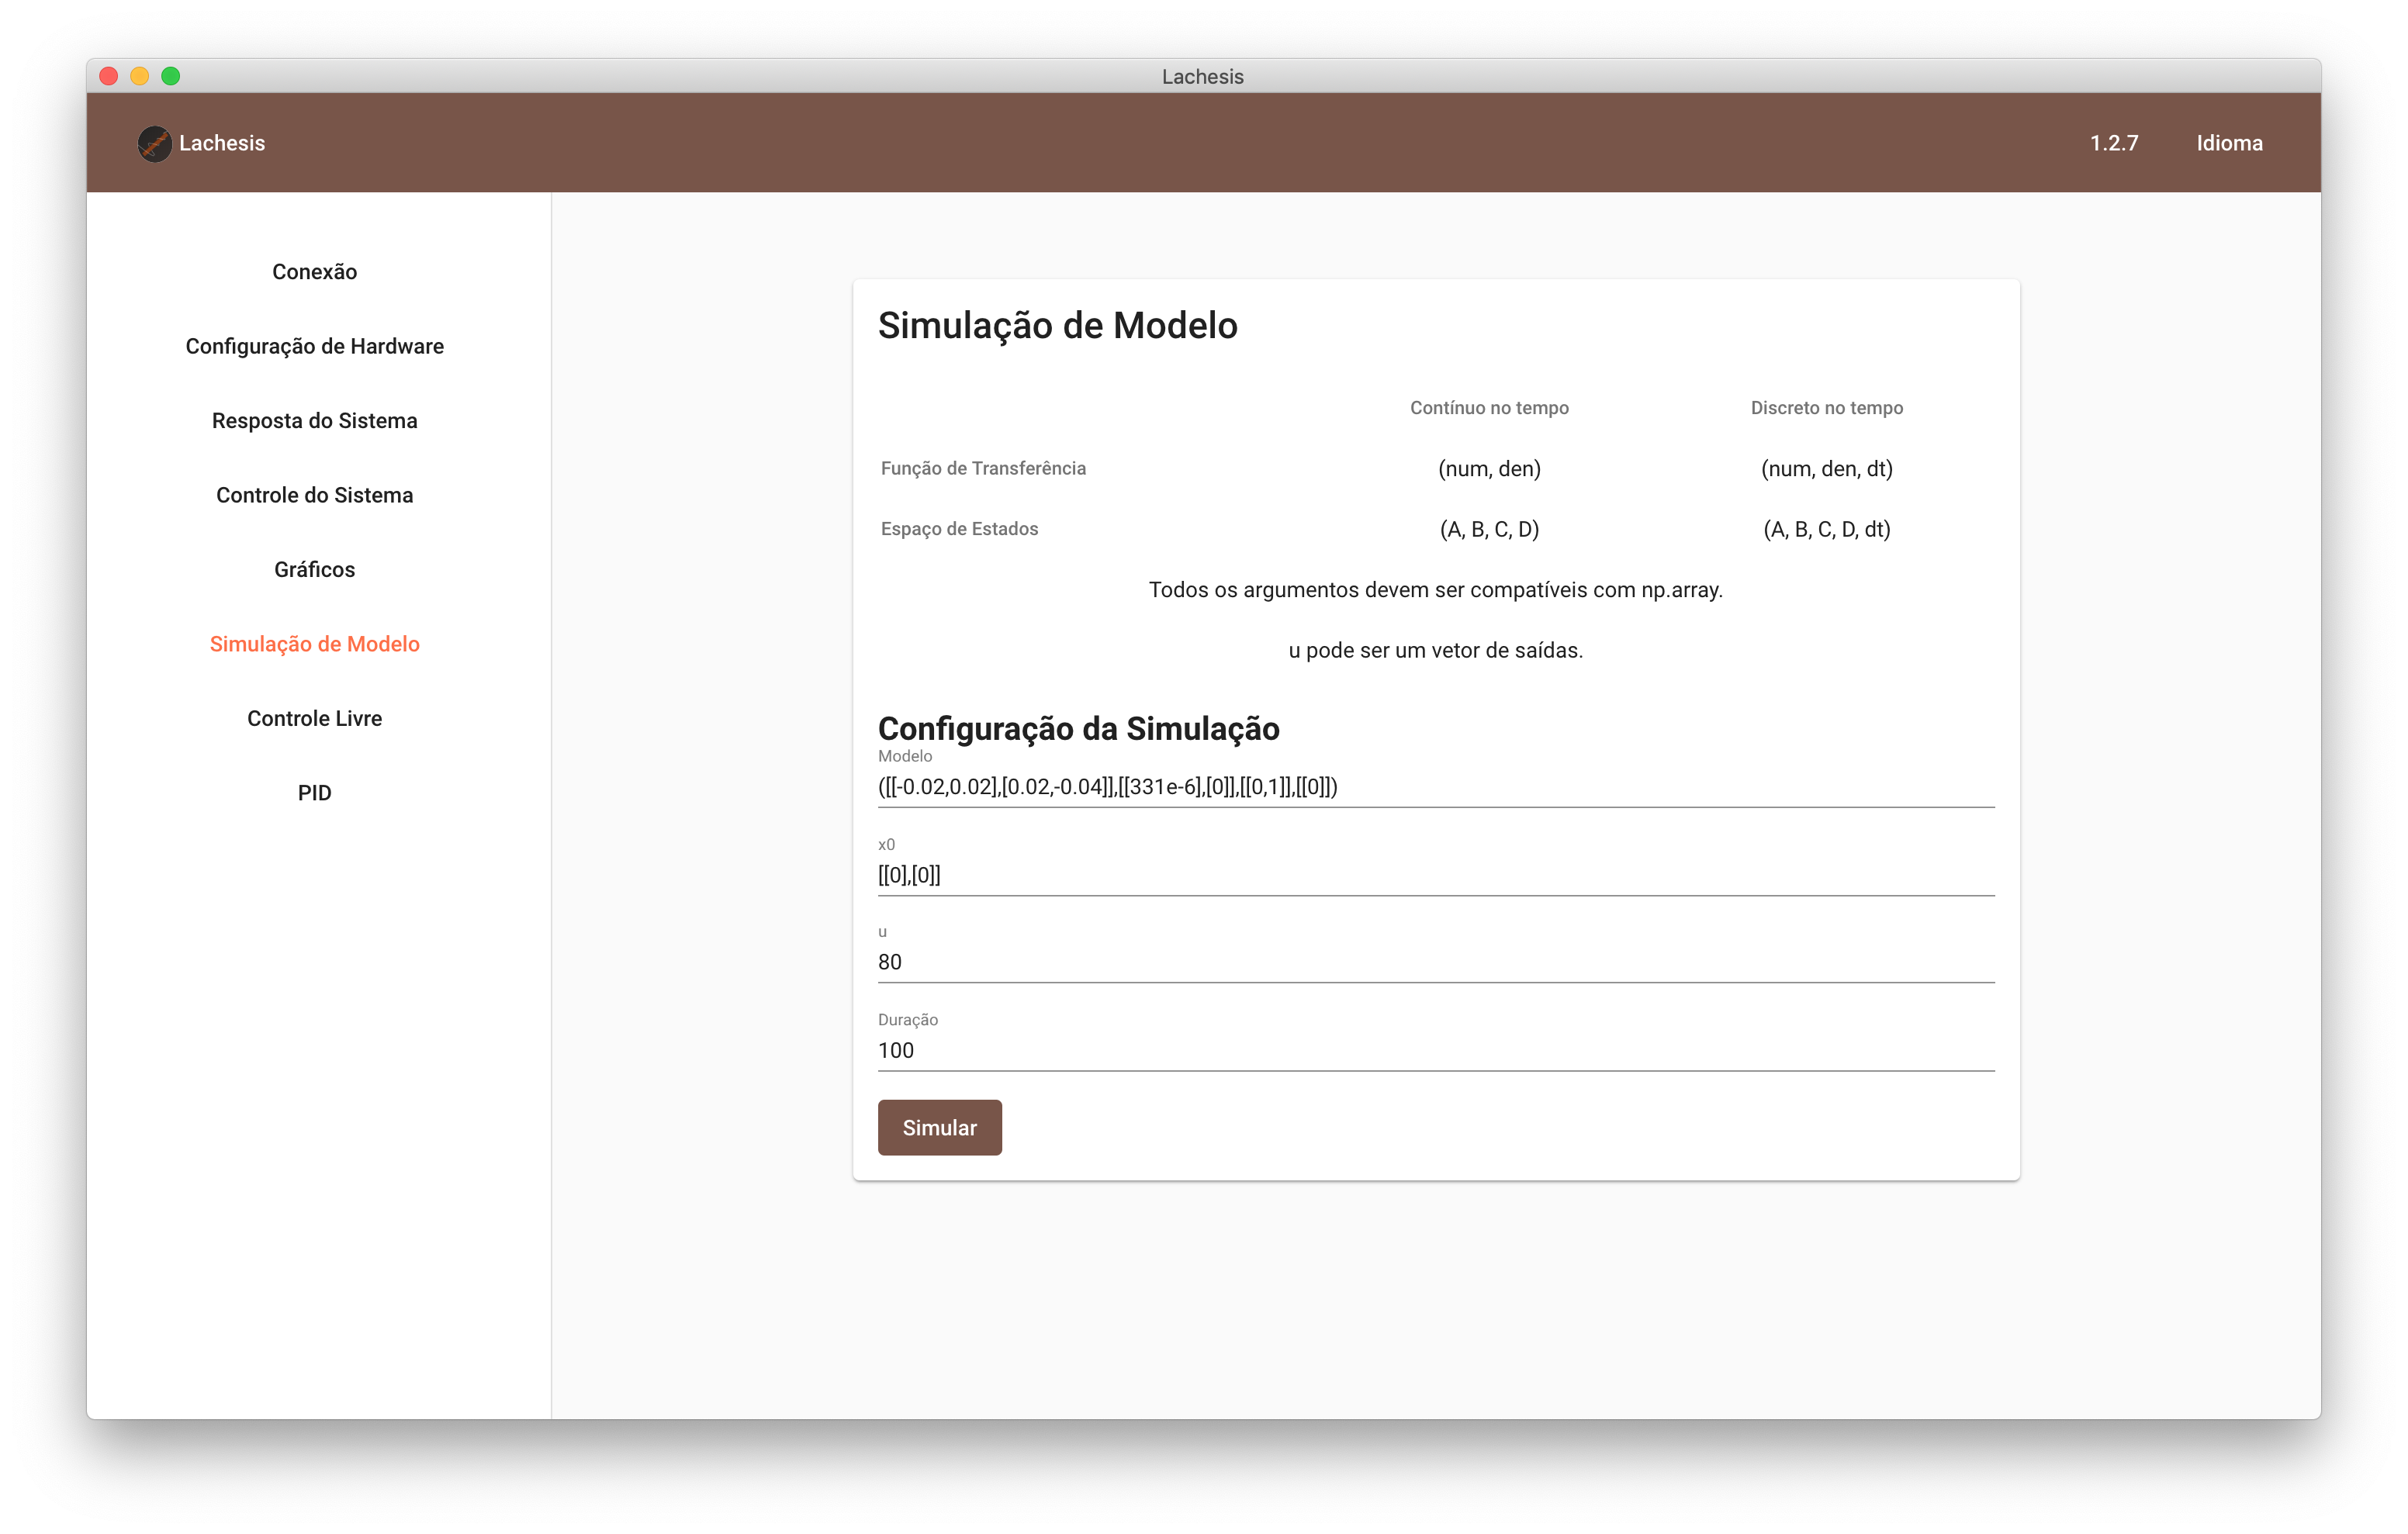 Lachesis
Lachesis
1.2.7
Idioma
Conexão
Configuração de Hardware
Resposta do Sistema
Controle do Sistema
Gráficos
Simulação de Modelo
Controle Livre
PID
Simulação de Modelo
Contínuo no tempo
Discreto no tempo
Função de Transferência
(num, den)
(num, den, dt)
Espaço de Estados
(A, B, C, D)
(A, B, C, D, dt)
Todos os argumentos devem ser compatíveis com np.array.
u pode ser um vetor de saídas.
Configuração da Simulação
Modelo
([[-0.02,0.02],[0.02,-0.04]],[[331e-6],[0]],[[0,1]],[[0]])
x0
[[0],[0]]
u
80
Duração
100
Simular